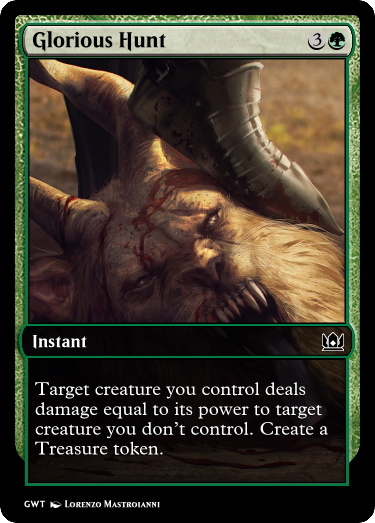 Glorious Hunt 3
Instant
Target creature you control deals
damage equal to its power to target
creature you don't control. Create a
Treasure token.
GWT Lorenzo Mastroianni